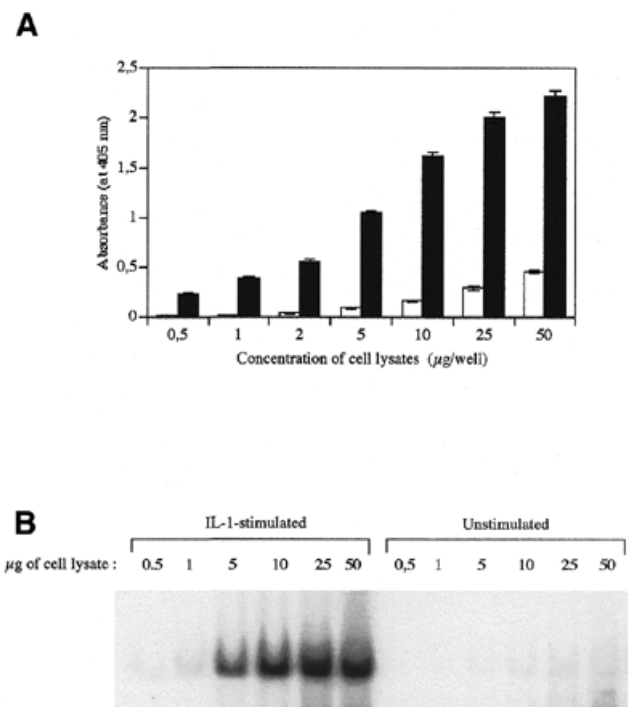 A
2,5
2
1,5
1
0,5
0
Absorbance (at 405 nm)
0,5 1 2 5 10 25 50
Concentration of cell lysates (µg/well)
B
IL-1-stimulated Unstimulated
µg of cell lysate : 0.5 1 5 10 25 50 0,5 1 5 10 25 50